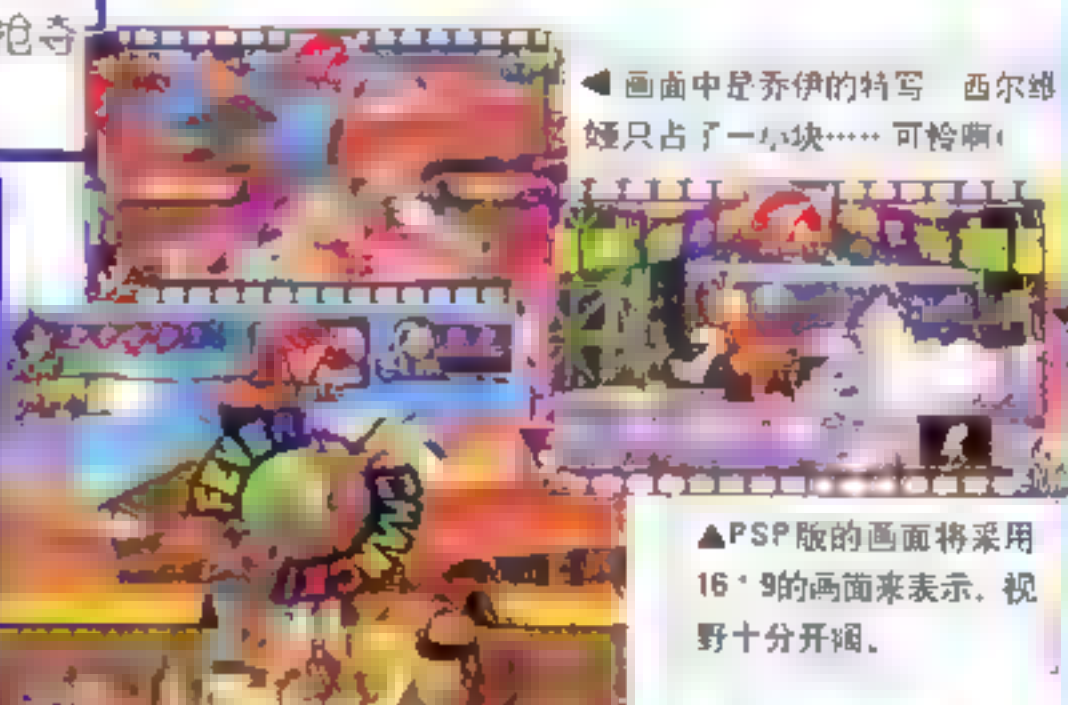 抢夺
◀画面中是乔伊的特写 西尔维
娅只占了一小块…… 可怜啊
▲PSP版的画面将采用
16:9的画面来表示。视
野十分开阔。